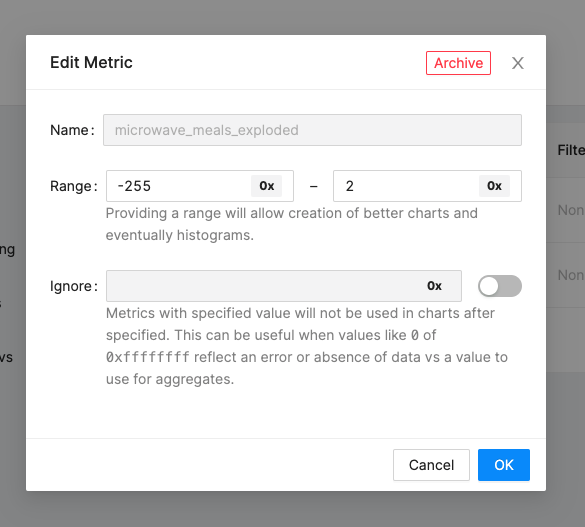 Edit Metric
Archive
Name:
microwave_meals_exploded
Range:
-255
0x
–
2
0x
Providing a range will allow creation of better charts and
eventually histograms.
Ignore:
0x
Metrics with specified value will not be used in charts after
specified. This can be useful when values like 0 of
0xffffffff reflect an error or absence of data vs a value to
use for aggregates.
Cancel
OK
Filte
Non
Non
ng
s
vs